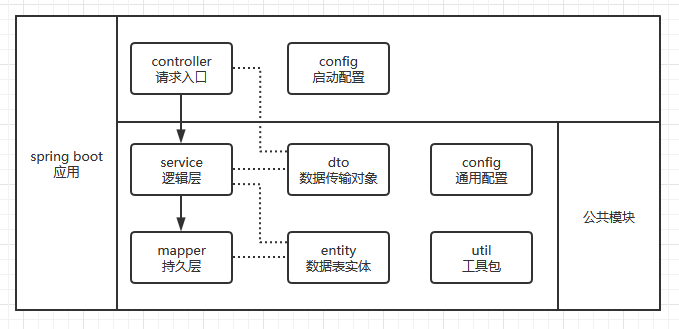 spring boot
应用
controller
请求入口
config
启动配置
service
逻辑层
dto
数据传输对象
config
通用配置
mapper
持久层
entity
数据表实体
util
工具包
公共模块